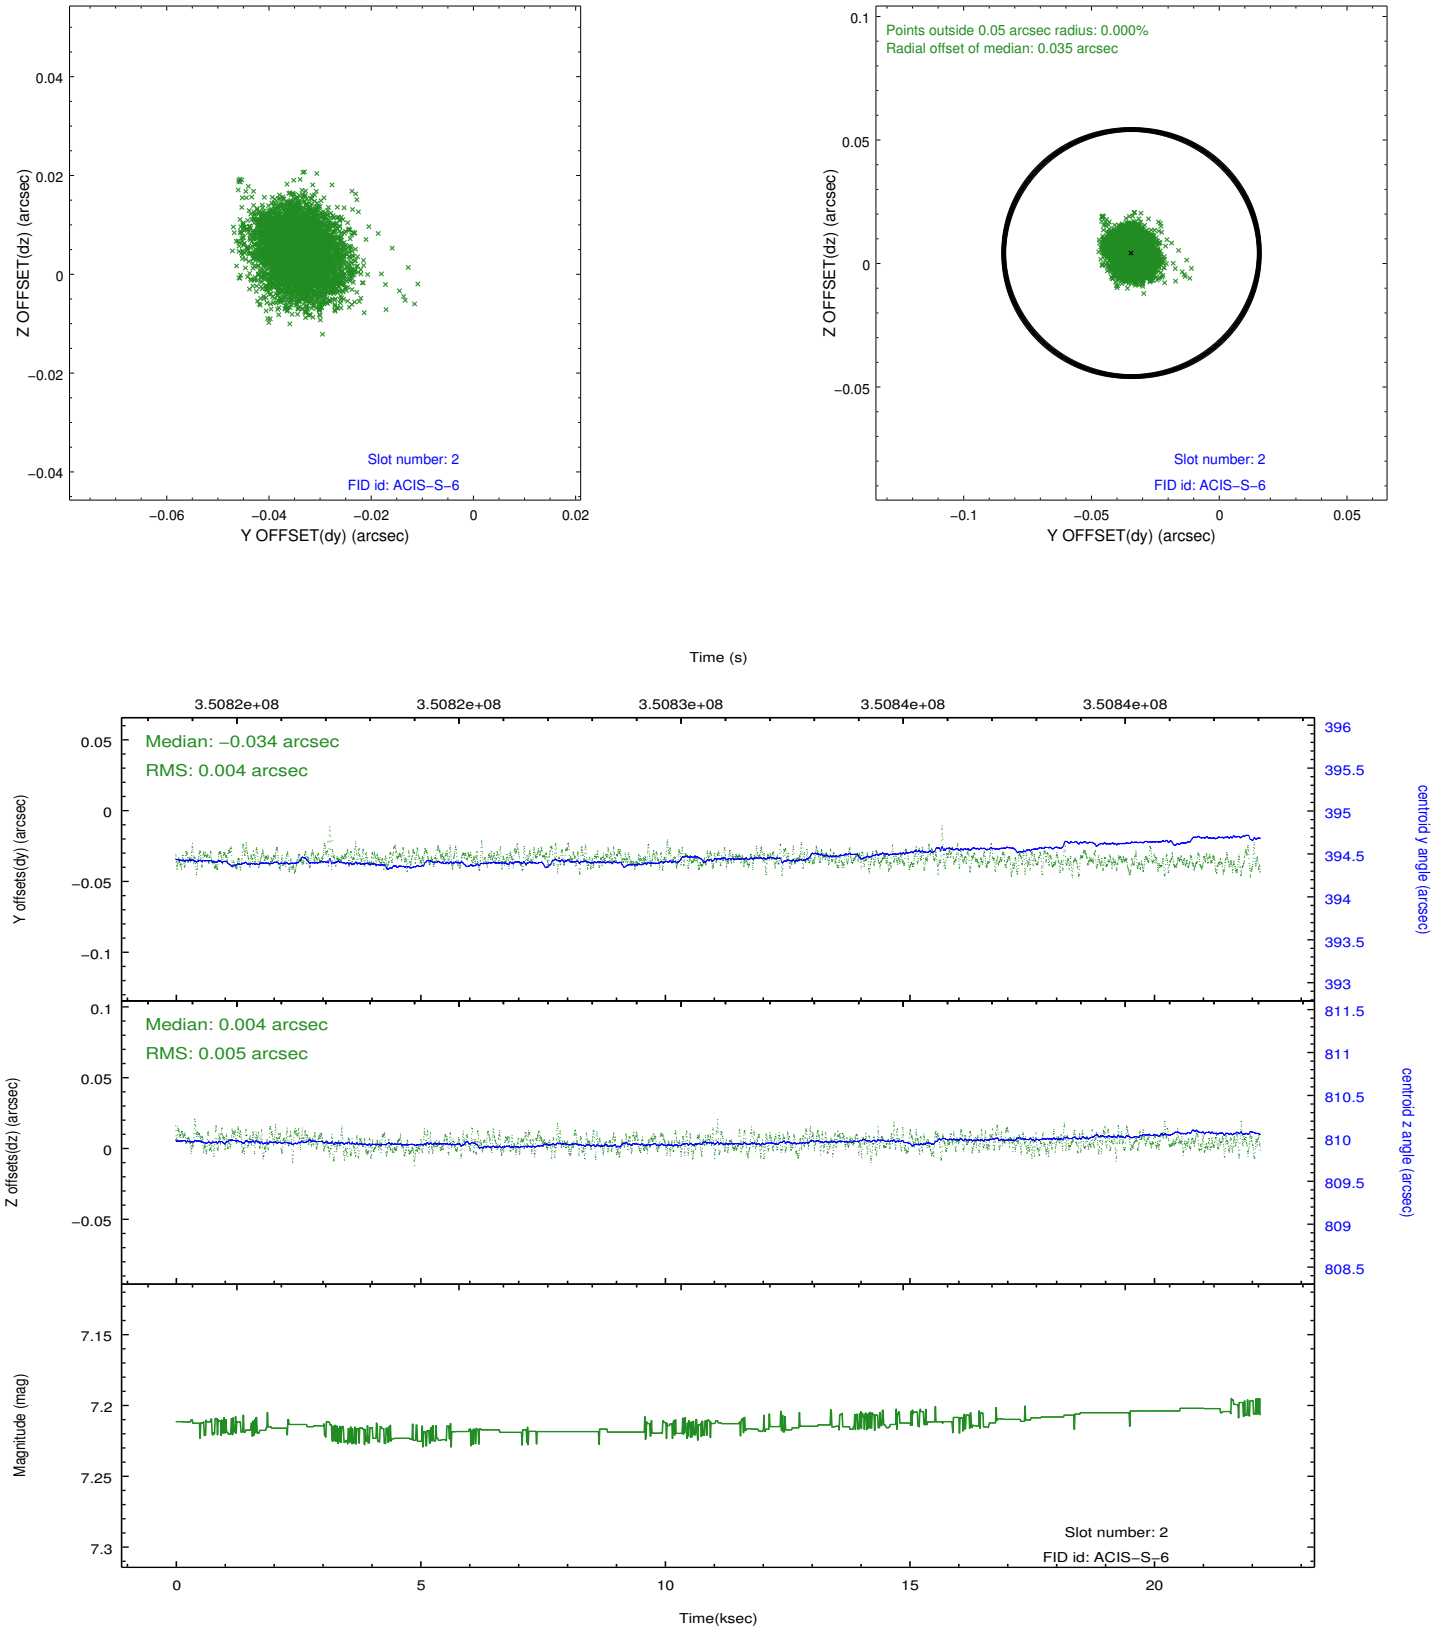 0.04
0.02
0
−0.02
−0.04
Z OFFSET(dz) (arcsec)
Slot number: 2
FID id: ACIS−S−6
−0.06
−0.04
−0.02
0
0.02
Y OFFSET(dy) (arcsec)
0.1
0.05
0
−0.05
Z OFFSET(dz) (arcsec)
Points outside 0.05 arcsec radius: 0.000%
Radial offset of median: 0.035 arcsec
Slot number: 2
FID id: ACIS−S−6
−0.1
−0.05
0
0.05
Y OFFSET(dy) (arcsec)
Time (s)
3.5082e+08
3.5082e+08
3.5083e+08
3.5084e+08
3.5084e+08
0.05
0
−0.05
−0.1
Y offsets(dy) (arcsec)
Median: −0.034 arcsec
RMS: 0.004 arcsec
396
395.5
395
394.5
394
393.5
393
centroid y angle (arcsec)
0.1
0.05
0
−0.05
Z offsets(dz) (arcsec)
Median: 0.004 arcsec
RMS: 0.005 arcsec
811.5
811
810.5
810
809.5
809
808.5
centroid z angle (arcsec)
7.15
7.2
7.25
7.3
Magnitude (mag)
Slot number: 2
FID id: ACIS−S−6
0
5
10
15
20
Time(ksec)